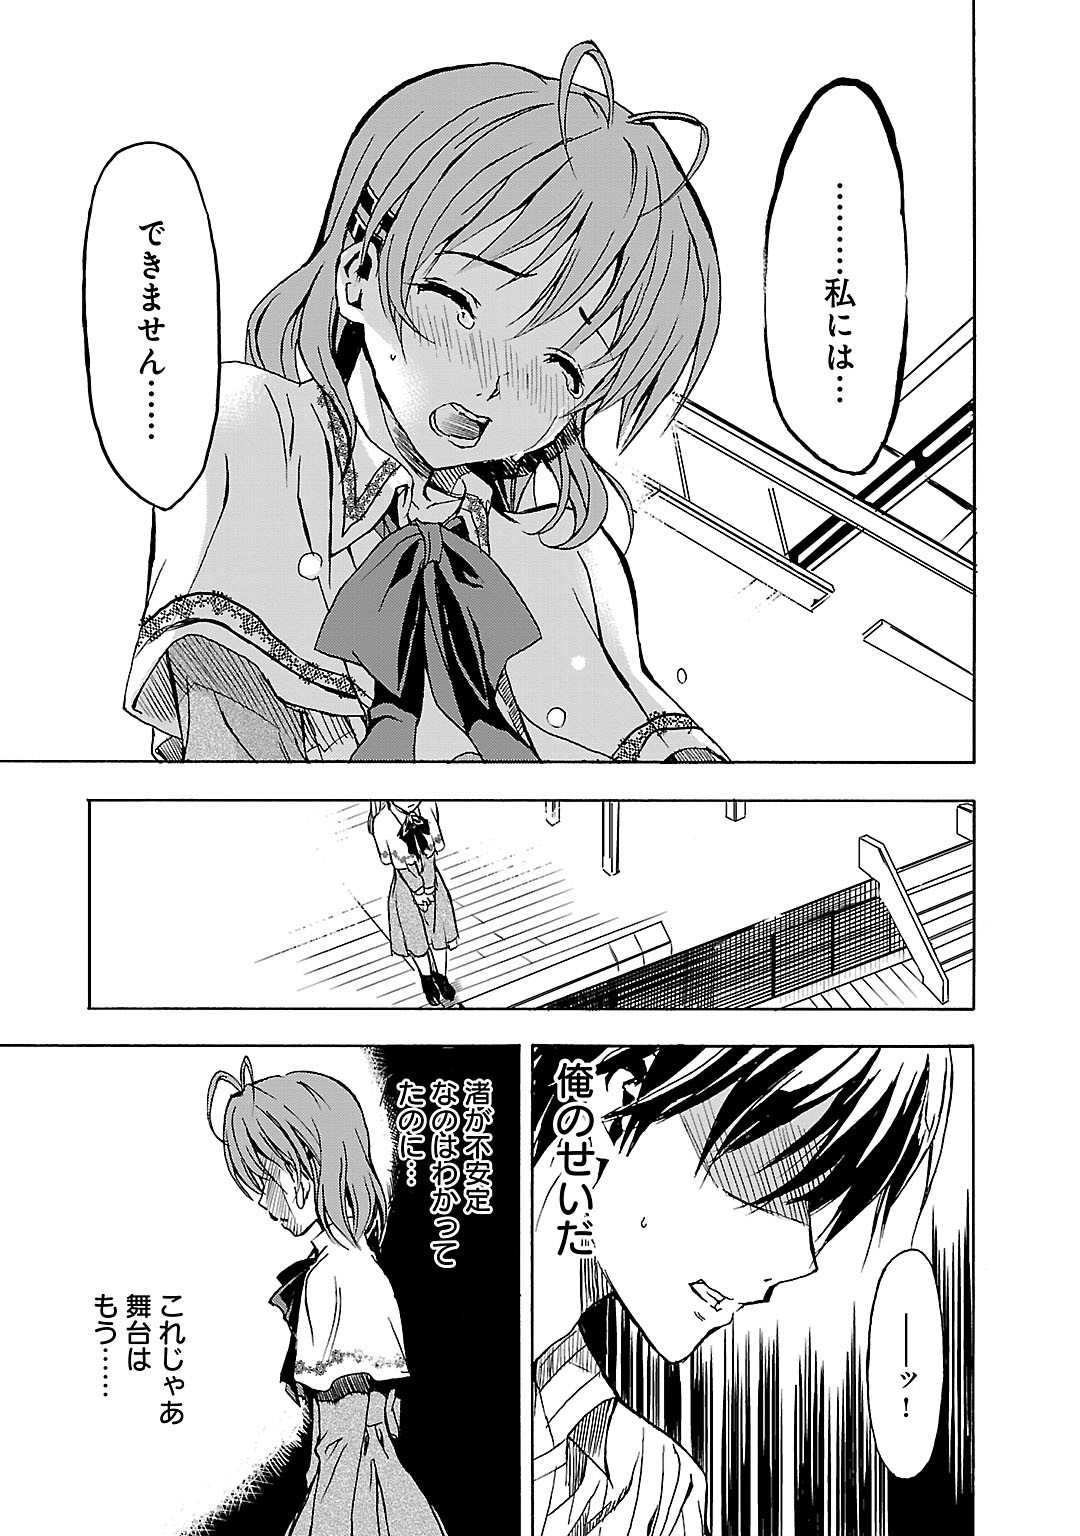 ………私には…
できません……
俺のせいだ
──ッ！
渚が不安定
なのはわかって
たのに…
これじゃあ
舞台は
もう……